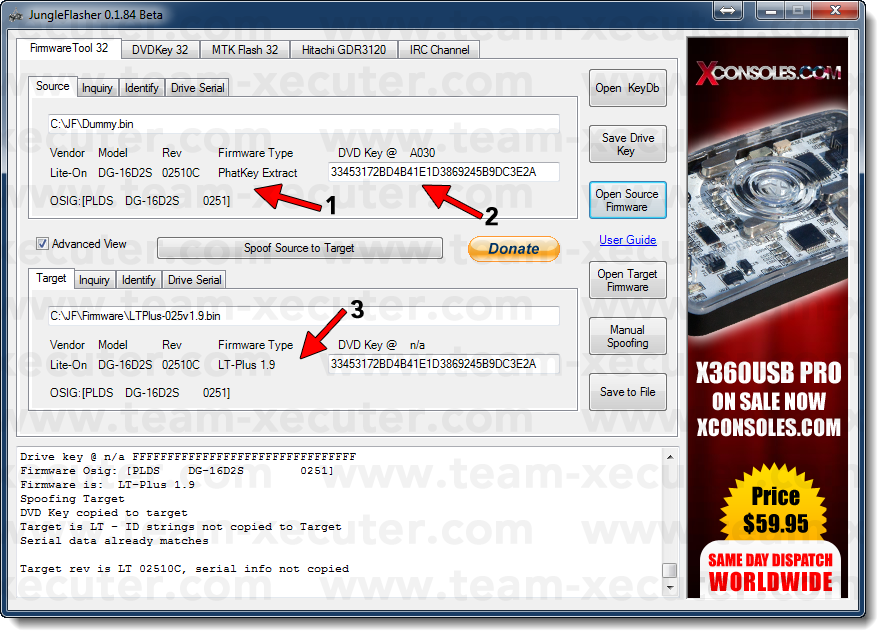 JungleFlasher 0.1.84 Beta
FirmwareTool 32
DVDKey 32
MTK Flash 32
Hitachi GDR3120
IRC Channel
Source
Inquiry
Identify
Drive Serial
C:\JF\Dummy.bin
Vendor Model Rev Firmware Type DVD Key @ A030
Lite-On DG-16D2S 02510C PhatKey Extract 33453172BD4B41E1D3869245B9DC3E2A
OSIG:[PLDS DG-16D2S 0251]
1
2
Advanced View
Spoof Source to Target
Donate
Target
Inquiry
Identify
Drive Serial
C:\JF\Firmware\LTPlus-025v1.9.bin
3
Vendor Model Rev Firmware Type DVD Key @ n/a
Lite-On DG-16D2S 02510C LT-Plus 1.9 33453172BD4B41E1D3869245B9DC3E2A
OSIG:[PLDS DG-16D2S 0251]
Open KeyDb
Save Drive
Key
Open Source
Firmware
User Guide
Open Target
Firmware
Manual
Spoofing
Save to File
Drive key @ n/a FFFFFFFFFFFFFFFFFFFFFFFFFFFFFFFF
Firmware Osig: [PLDS DG-16D2S 0251]
Firmware is: LT-Plus 1.9
Spoofing Target
DVD Key copied to target
Target is LT - ID strings not copied to Target
Serial data already matches
Target rev is LT 02510C, serial info not copied
XCONSOLES.COM
X360USB PRO
ON SALE NOW
XCONSOLES.COM
Price
$59.95
SAME DAY DISPATCH
WORLDWIDE
www.team-xecuter.com